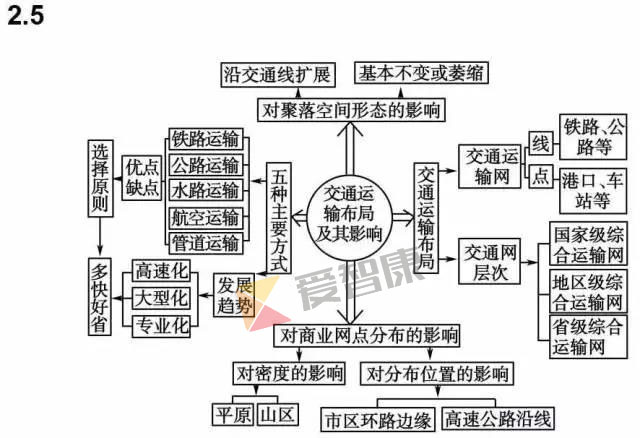 2.5
沿交通线扩展
基本不变或萎缩
对聚落空间形态的影响
选择原则
优点
缺点
铁路运输
公路运输
水路运输
航空运输
管道运输
五种主要方式
多快好省
高速化
大型化
专业化
发展
趋势
交通运
输布局
及其影响
交通运输布局
交通运
输网
线
铁路、公
路等
点
港口、车
站等
交通网
层次
国家级综
合运输网
地区级综
合运输网
省级综合
运输网
爱智康
对商业网点分布的影响
对密度的影响
对分布位置的影响
平原
山区
市区环路边缘
高速公路沿线